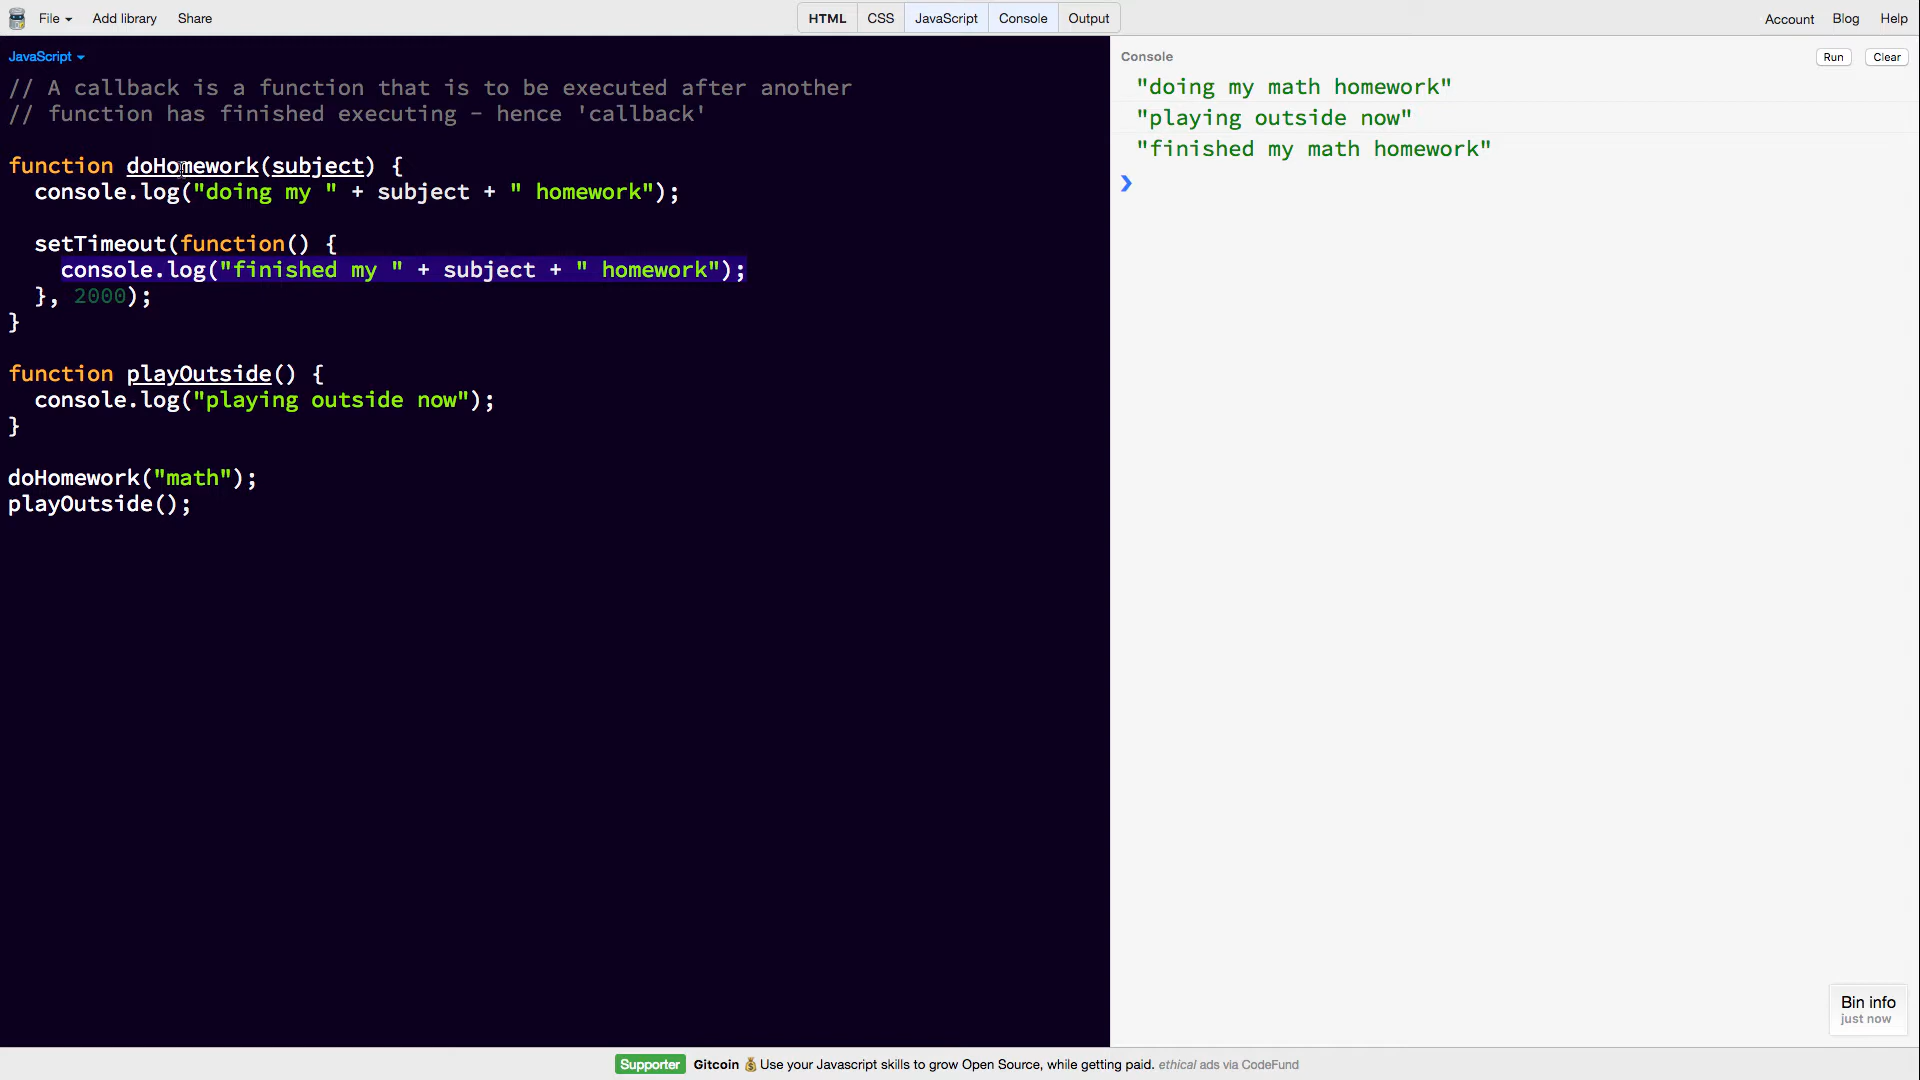 File Add library Share HTML CSS JavaScript Console Output Account Blog Help
JavaScript
// A callback is a function that is to be executed after another
// function has finished executing - hence 'callback'
function doHomework(subject) {
console.log("doing my " + subject + " homework");
setTimeout(function() {
console.log("finished my " + subject + " homework");
}, 2000);
}
function playOutside() {
console.log("playing outside now");
}
doHomework("math");
playOutside();
Console Run Clear
"doing my math homework"
"playing outside now"
"finished my math homework"
Bin info
just now
Supporter Gitcoin 💰 Use your Javascript skills to grow Open Source, while getting paid. ethical ads via CodeFund